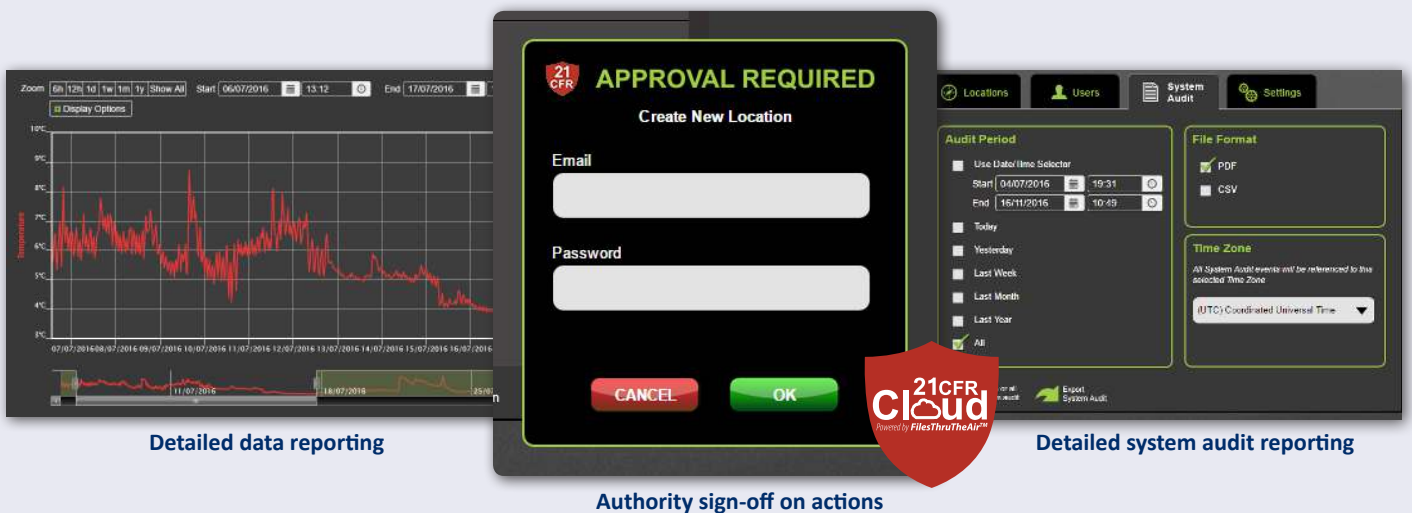 Zoom 6h 12h 1d 1w 1m 1y Show All Start 06/07/2016 13:12 End 17/07/2016
Display Options
10°C
9°C
8°C
7°C
6°C
5°C
4°C
3°C
Temperature
07/07/2016 08/07/2016 09/07/2016 10/07/2016 11/07/2016 12/07/2016 13/07/2016 14/07/2016 15/07/2016 16/07/2016
11/07/2016 18/07/2016 25/07
Detailed data reporting
21
CFR
APPROVAL REQUIRED
Create New Location
Email
Password
CANCEL OK
Authority sign-off on actions
21CFR
Cloud
Powered by FilesThruTheAir™
Locations Users System Audit Settings
Audit Period
Use Date/Time Selector
Start 04/07/2016 19:31
End 16/11/2016 10:49
Today
Yesterday
Last Week
Last Month
Last Year
All
or all
audit
Export
System Audit
File Format
PDF
CSV
Time Zone
All System Audit events will be referenced to this
selected Time Zone
(UTC) Coordinated Universal Time
Detailed system audit reporting